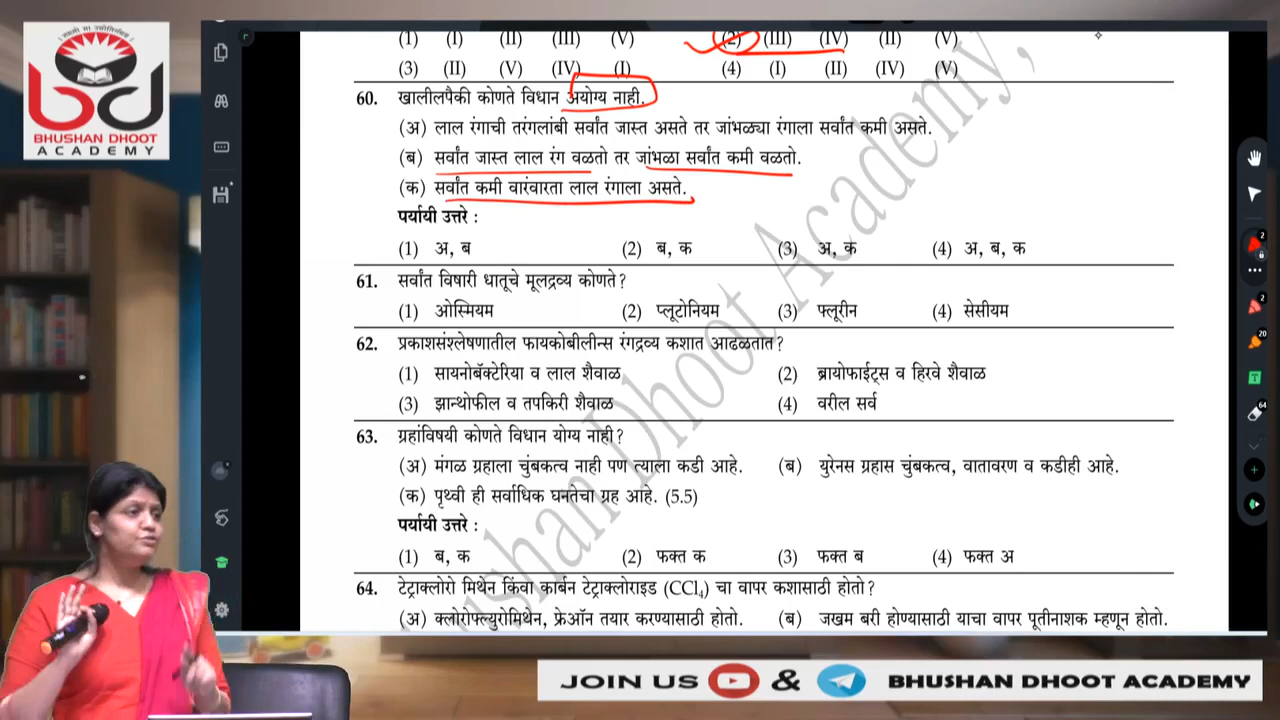 BHUSHAN DHOOT
ACADEMY
(1) (I) (II) (III) (V) (2) (III) (IV) (II) (V)
(3) (II) (V) (IV) (I) (4) (I) (II) (IV) (V)
60. खालीलपैकी कोणते विधान अयोग्य नाही.
(अ) लाल रंगाची तरंगलांबी सर्वांत जास्त असते तर जांभळ्या रंगाला सर्वांत कमी असते.
(ब) सर्वांत जास्त लाल रंग वळतो तर जांभळा सर्वांत कमी वळतो.
(क) सर्वांत कमी वारंवारता लाल रंगाला असते.
पर्यायी उत्तरे :
(1) अ, ब (2) ब, क (3) अ, क (4) अ, ब, क
61. सर्वांत विषारी धातूचे मूलद्रव्य कोणते?
(1) ओस्मियम (2) प्लूटोनियम (3) फ्लूरीन (4) सेसीयम
62. प्रकाशसंश्लेषणातील फायकोबीलीन्स रंगद्रव्य कशात आढळतात?
(1) सायनोबॅक्टेरिया व लाल शैवाळ (2) ब्रायोफाईट्स व हिरवे शैवाळ
(3) झान्थोफील व तपकिरी शैवाळ (4) वरील सर्व
63. ग्रहांविषयी कोणते विधान योग्य नाही?
(अ) मंगळ ग्रहाला चुंबकत्व नाही पण त्याला कडी आहे. (ब) युरेनस ग्रहास चुंबकत्व, वातावरण व कडीही आहे.
(क) पृथ्वी ही सर्वाधिक घनतेचा ग्रह आहे. (5.5)
पर्यायी उत्तरे :
(1) ब, क (2) फक्त क (3) फक्त ब (4) फक्त अ
64. टेट्राक्लोरो मिथेन किंवा कार्बन टेट्राक्लोराइड (CCl₄) चा वापर कशासाठी होतो?
(अ) क्लोरोफ्ल्युरोमिथेन, फ्रेऑन तयार करण्यासाठी होतो. (ब) जखम बरी होण्यासाठी याचा वापर पूतीनाशक म्हणून होतो.
Bhushan Dhoot Academy,
JOIN US & BHUSHAN DHOOT ACADEMY